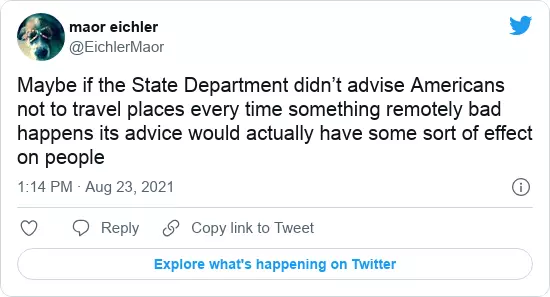 maor eichler
@EichlerMaor
Maybe if the State Department didn’t advise Americans
not to travel places every time something remotely bad
happens its advice would actually have some sort of effect
on people
1:14 PM · Aug 23, 2021
Reply Copy link to Tweet
Explore what's happening on Twitter